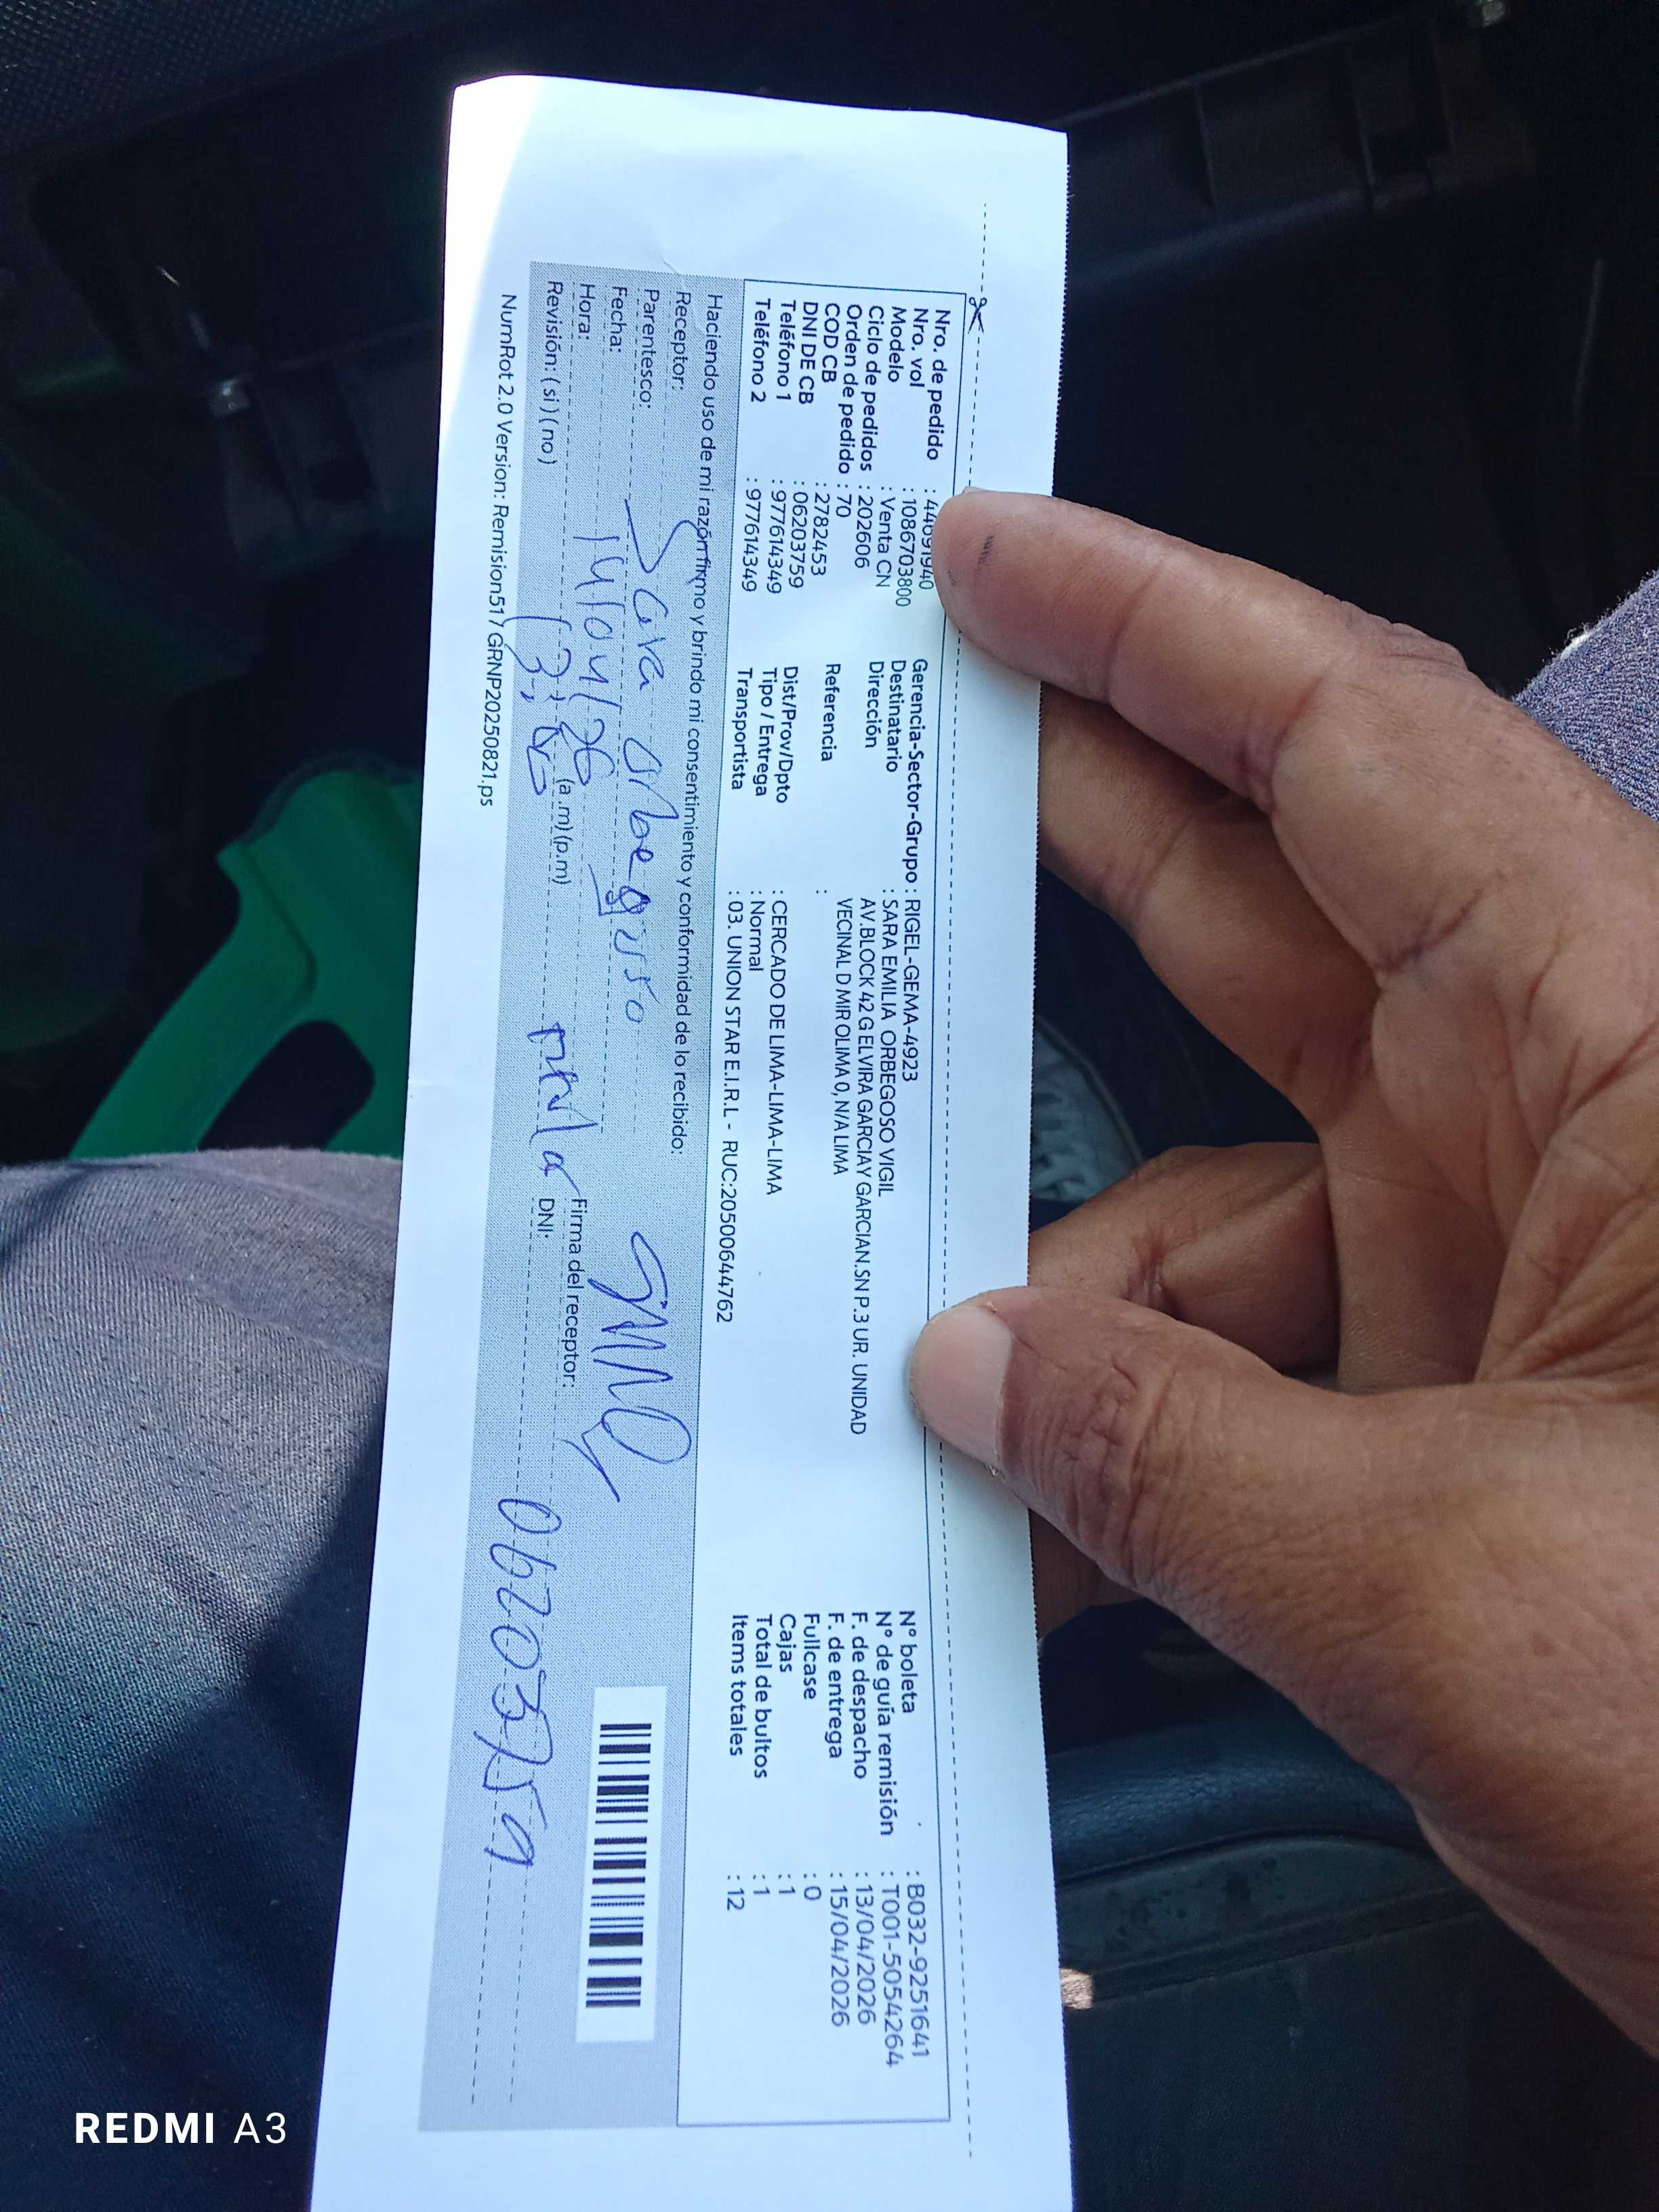 Nro. de pedido
Nro. vol : 1086703800
Modelo : Venta CN
Ciclo de pedidos : 202606
Orden de pedido : 70
COD CB : 2782453
DNI DE CB : 06203759
Teléfono 1 : 977614349
Teléfono 2 : 977614349
Gerencia-Sector-Grupo : RIGEL-GEMA-4923
Destinatario : SARA EMILIA ORBEGOSO VIGIL
Dirección : AV.BLOCK 42 G ELVIRA GARCIA Y GARCIAN.SN P.3 UR. UNIDAD
VECINAL D MIR OLIMA 0, N/A LIMA
Referencia :
Dist/Prov/Dpto : CERCADO DE LIMA-LIMA-LIMA
Tipo / Entrega : Normal
Transportista : 03. UNION STAR E.I.R.L - RUC:20500644762
N° boleta : B032-9251641
N° de guía remisión : T001-5054264
F. de despacho : 13/04/2026
F. de entrega : 15/04/2026
Fullcase : 0
Cajas : 1
Total de bultos : 1
Items totales : 12
Haciendo uso de mi razón firmo y brindo mi consentimiento y conformidad de lo recibido:
Receptor:
Parentesco:
Fecha: 14/04/26
Hora: (a.m)(p.m)
Revisión: ( si ) ( no )
Firma del receptor:
DNI: 06203759
NumRot 2.0 Version: Remision51 / GRNP20250821.ps
REDMI A3